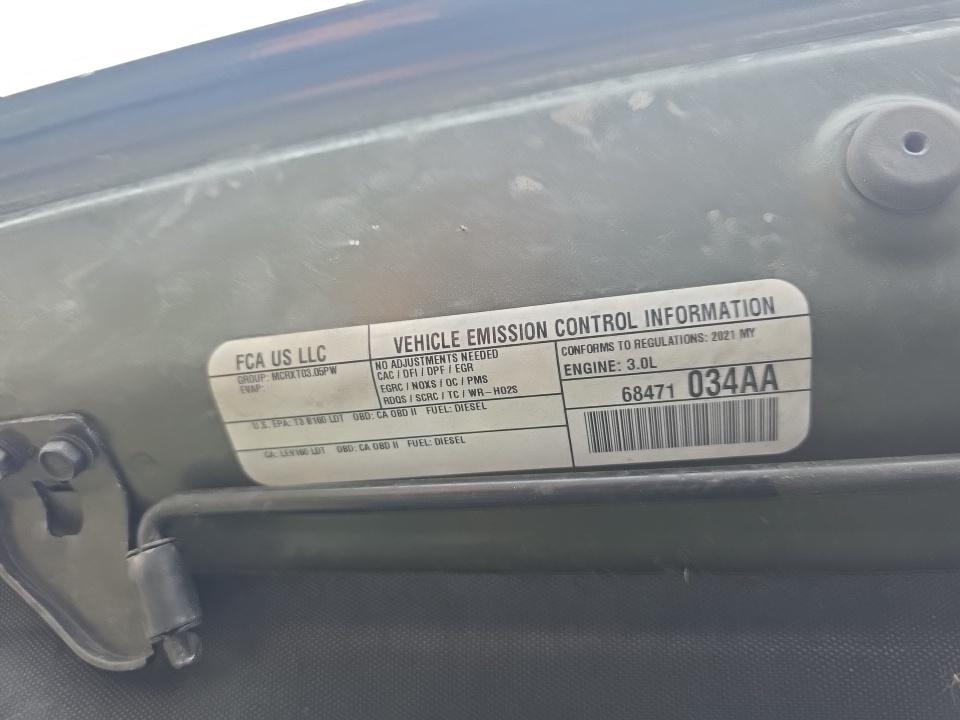 FCA US LLC
GROUP: MCRXT03.05PW
EVAP:
VEHICLE EMISSION CONTROL INFORMATION
NO ADJUSTMENTS NEEDED
CAC / DFI / DPF / EGR
EGRC / NOXS / OC / PMS
RDQS / SCRC / TC / WR-HO2S
CONFORMS TO REGULATIONS: 2021 MY
ENGINE: 3.0L
68471 034AA
U.S. EPA: T3 B160 LDT OBD: CA OBD II FUEL: DIESEL
CA: LEV160 LDT OBD: CA OBD II FUEL: DIESEL